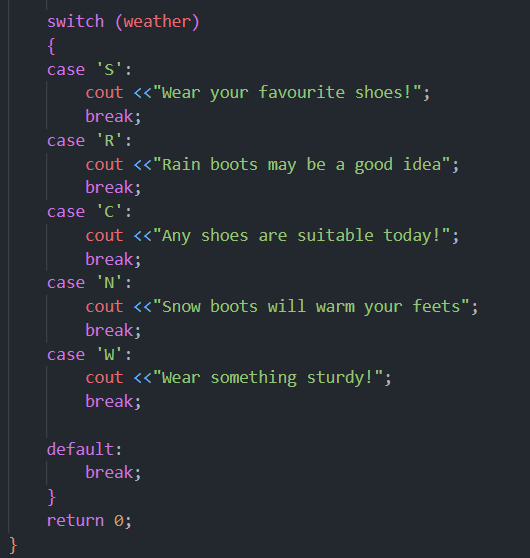 switch (weather)
{
case 'S':
cout <<"Wear your favourite shoes!";
break;
case 'R':
cout <<"Rain boots may be a good idea";
break;
case 'C':
cout <<"Any shoes are suitable today!";
break;
case 'N':
cout <<"Snow boots will warm your feets";
break;
case 'W':
cout <<"Wear something sturdy!";
break;
default:
break;
}
return 0;
}